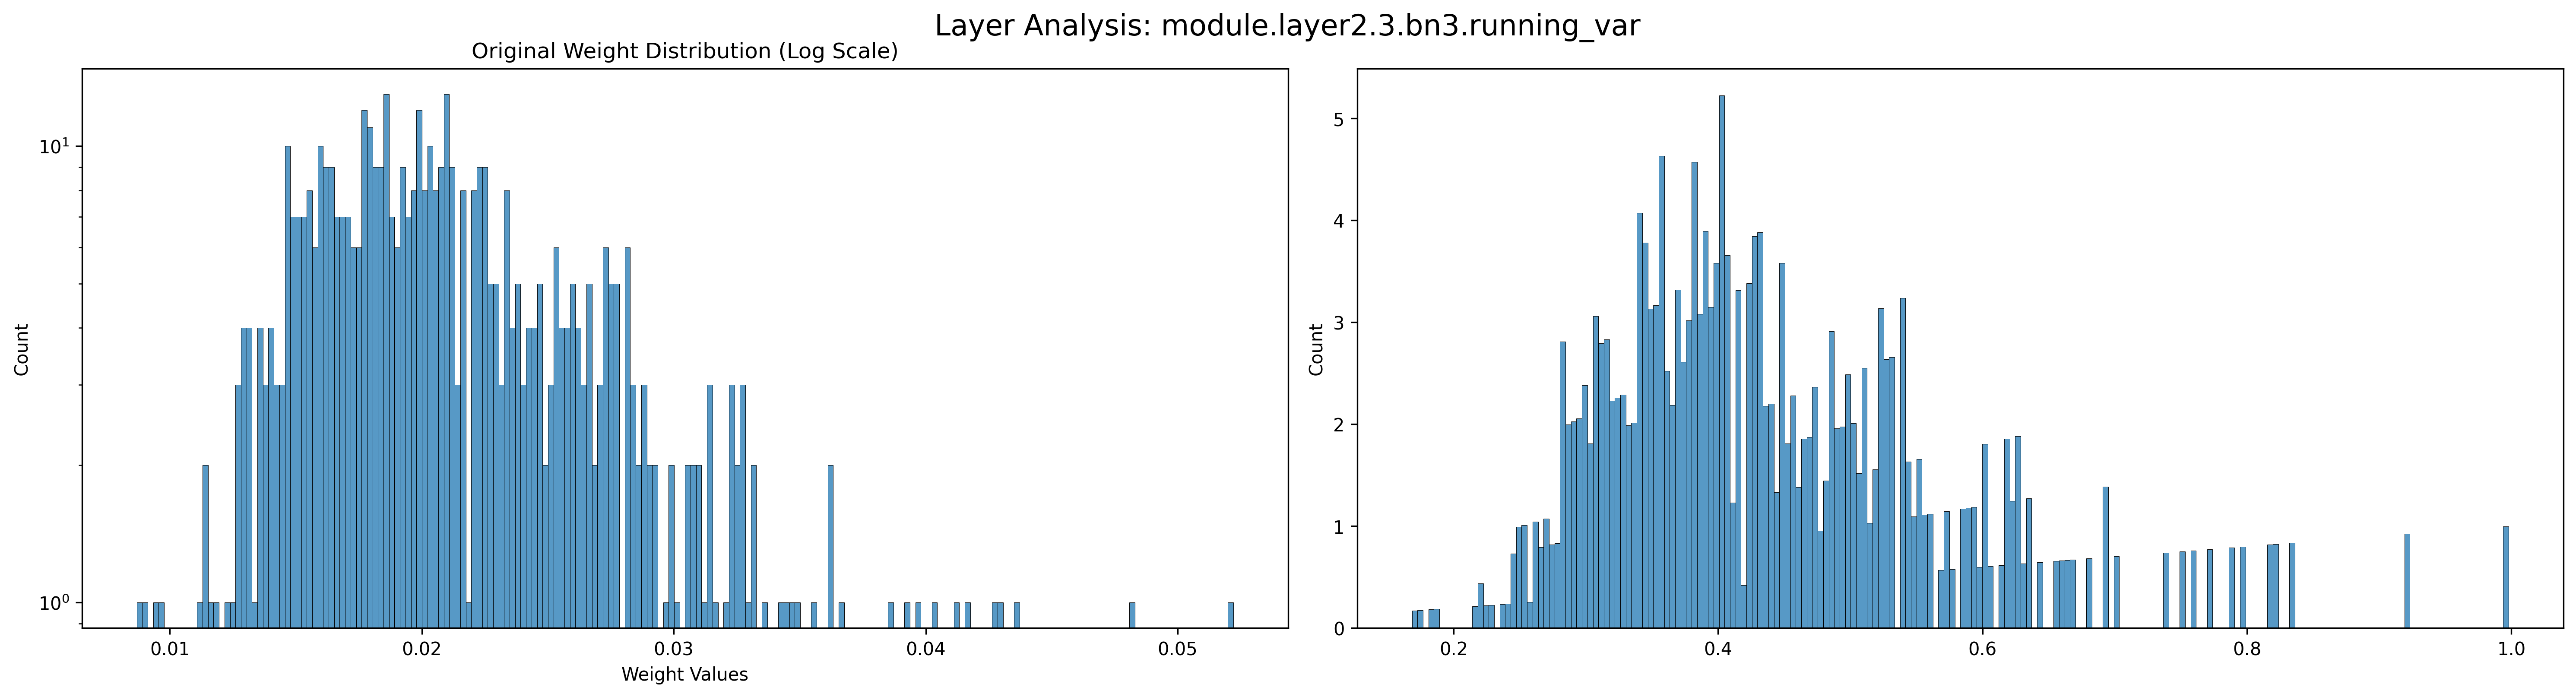 Layer Analysis: module.layer2.3.bn3.running_var
Original Weight Distribution (Log Scale)
Count
10¹
10⁰
0.01 0.02 0.03 0.04 0.05
Weight Values
Count
5
4
3
2
1
0
0.2 0.4 0.6 0.8 1.0